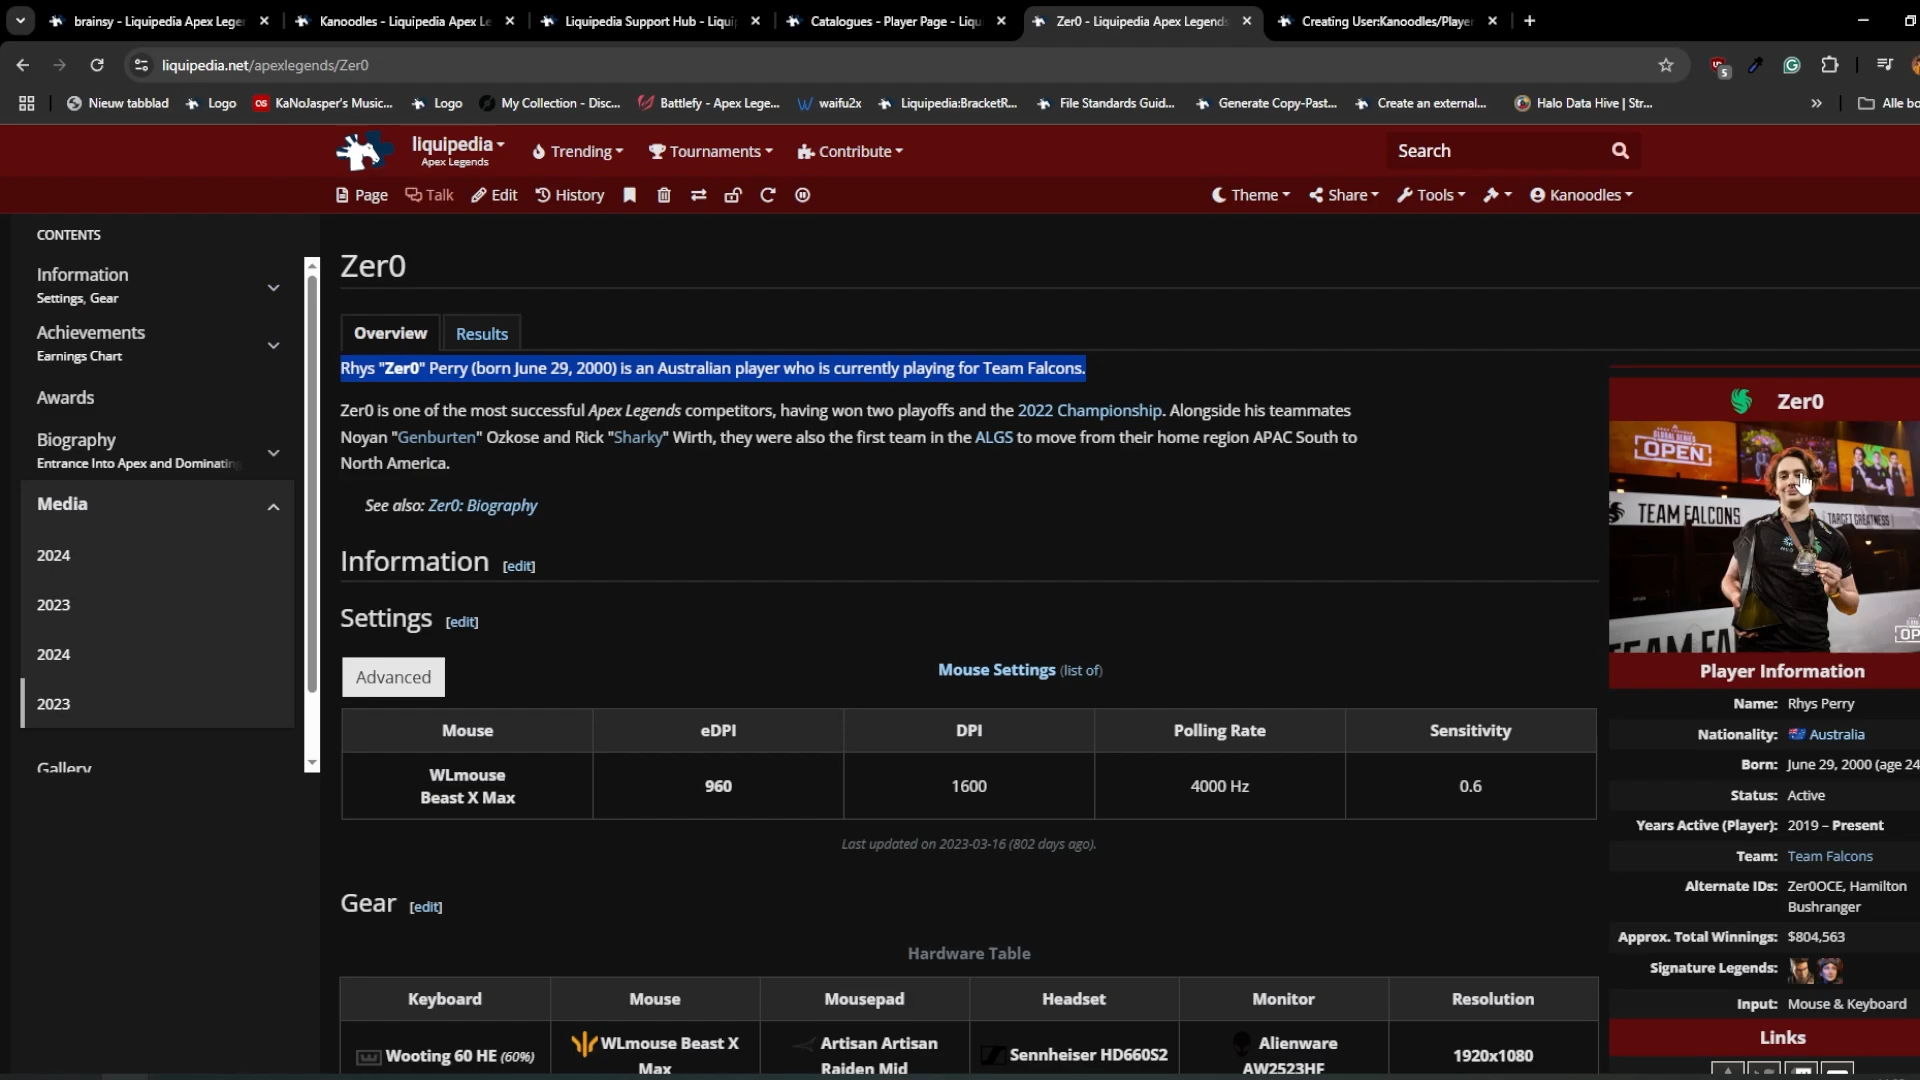 brainsy - Liquipedia Apex Lege
Kanoodles - Liquipedia Apex Le
Liquipedia Support Hub - Liqui
Catalogues - Player Page - Liqu
Zer0 - Liquipedia Apex Legends
Creating User:Kanoodles/Player
liquipedia.net/apexlegends/Zer0
5
Nieuw tabblad
Logo
KaNoJasper's Music...
Logo
My Collection - Disc...
Battlefy - Apex Lege...
waifu2x
Liquipedia:BracketR...
File Standards Guid...
Generate Copy-Past...
Create an external...
Halo Data Hive | Str...
»
Alle bo
liquipedia
Apex Legends
Trending
Tournaments
Contribute
Search
Page
Talk
Edit
History
Theme
Share
Tools
Kanoodles
CONTENTS
Information
Settings, Gear
Achievements
Earnings Chart
Awards
Biography
Entrance Into Apex and Dominating
Media
2024
2023
2024
2023
Gallery
Zer0
Overview
Results
Rhys "Zer0" Perry (born June 29, 2000) is an Australian player who is currently playing for Team Falcons.
Zer0 is one of the most successful Apex Legends competitors, having won two playoffs and the 2022 Championship. Alongside his teammates
Noyan "Genburten" Ozkose and Rick "Sharky" Wirth, they were also the first team in the ALGS to move from their home region APAC South to
North America.
See also: Zer0: Biography
Information [edit]
Settings [edit]
Advanced
Mouse Settings (list of)
Mouse eDPI DPI Polling Rate Sensitivity
WLmouse
Beast X Max
960 1600 4000 Hz 0.6
Last updated on 2023-03-16 (802 days ago).
Gear [edit]
Hardware Table
Keyboard Mouse Mousepad Headset Monitor Resolution
Wooting 60 HE (60%)
WLmouse Beast X
Max
Artisan Artisan
Raiden Mid
Sennheiser HD660S2
Alienware
AW2523HF
1920x1080
Zer0
GLOBAL SERIES
OPEN
TEAM FALCONS
TARGET GREATNESS
TEAM FA
OP
Player Information
Name: Rhys Perry
Nationality: Australia
Born: June 29, 2000 (age 24
Status: Active
Years Active (Player): 2019 – Present
Team: Team Falcons
Alternate IDs: Zer0OCE, Hamilton
Bushranger
Approx. Total Winnings: $804,563
Signature Legends:
Input: Mouse & Keyboard
Links